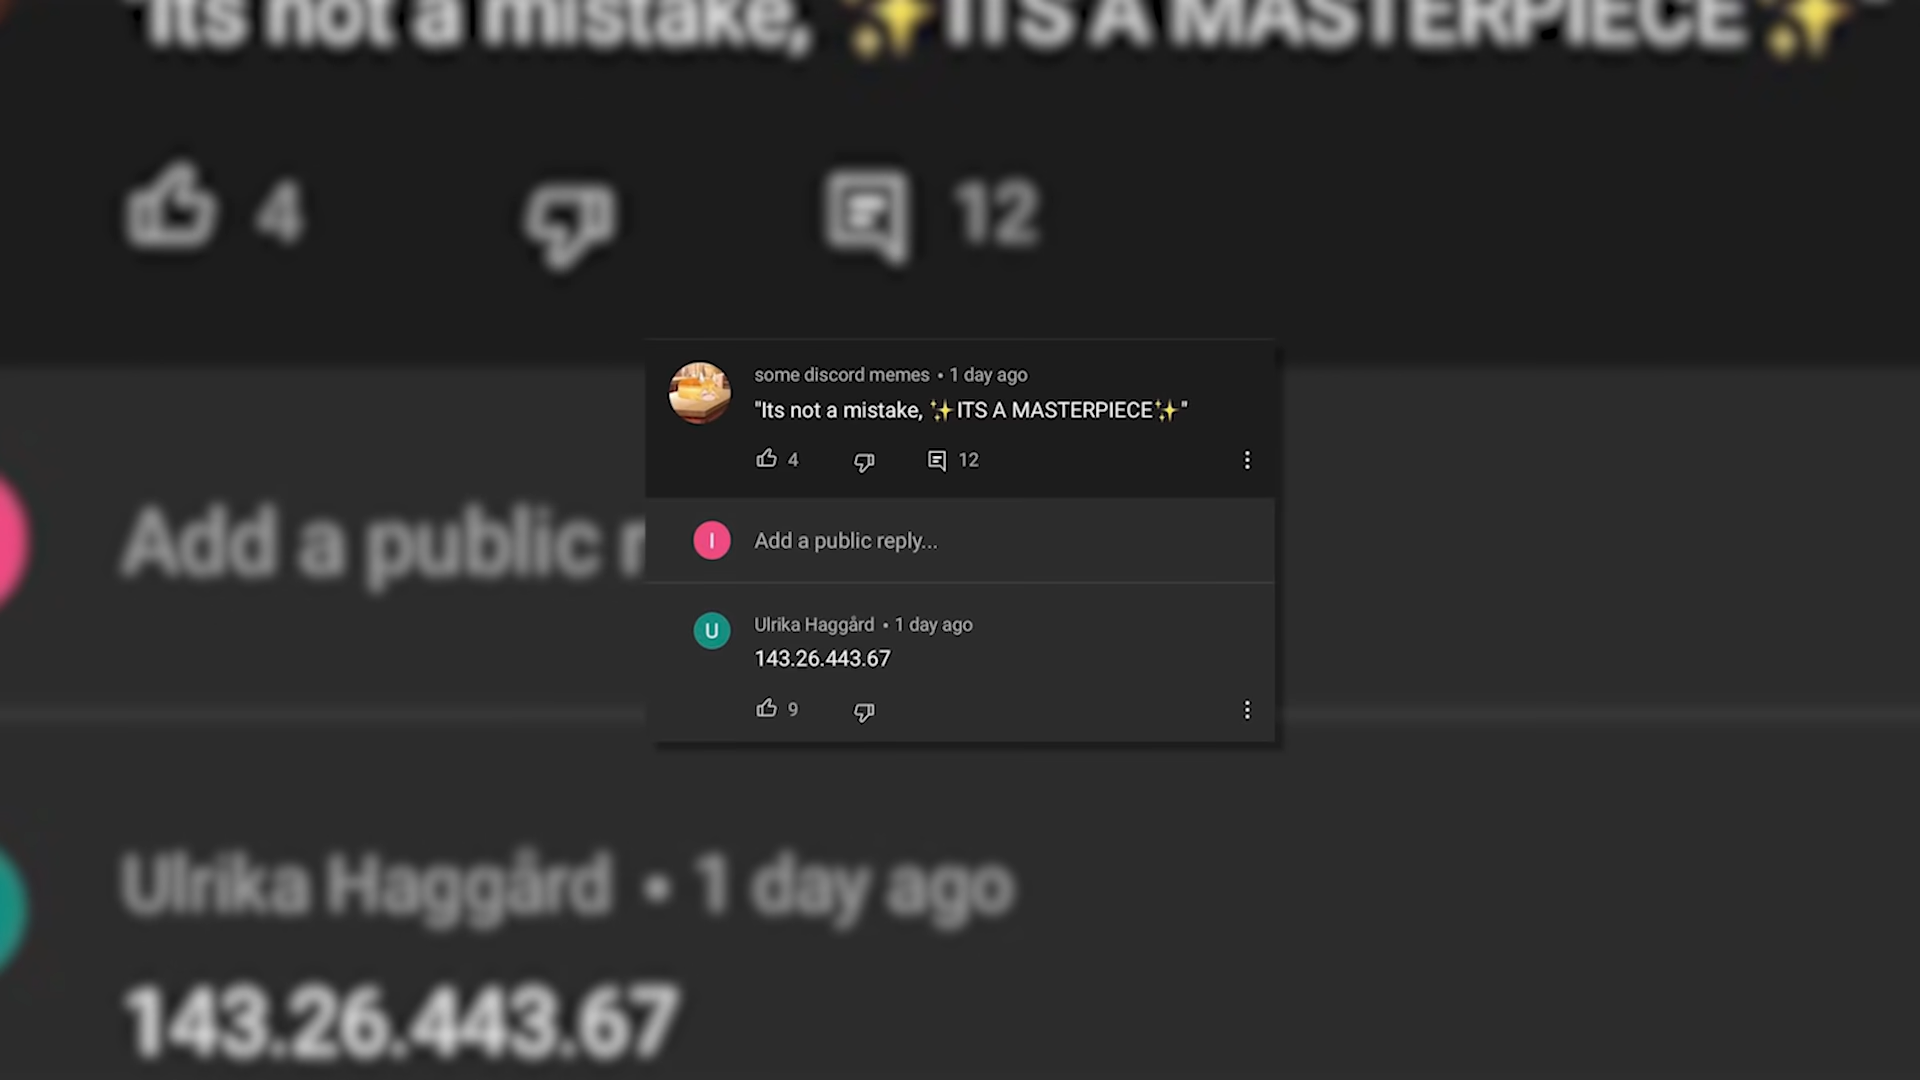 "Its not a mistake, ✨ITS A MASTERPIECE✨"
4 12
some discord memes • 1 day ago
"Its not a mistake, ✨ITS A MASTERPIECE✨"
4 12
I Add a public reply...
U Ulrika Haggård • 1 day ago
143.26.443.67
9
Add a public r
Ulrika Haggård • 1 day ago
143.26.443.67